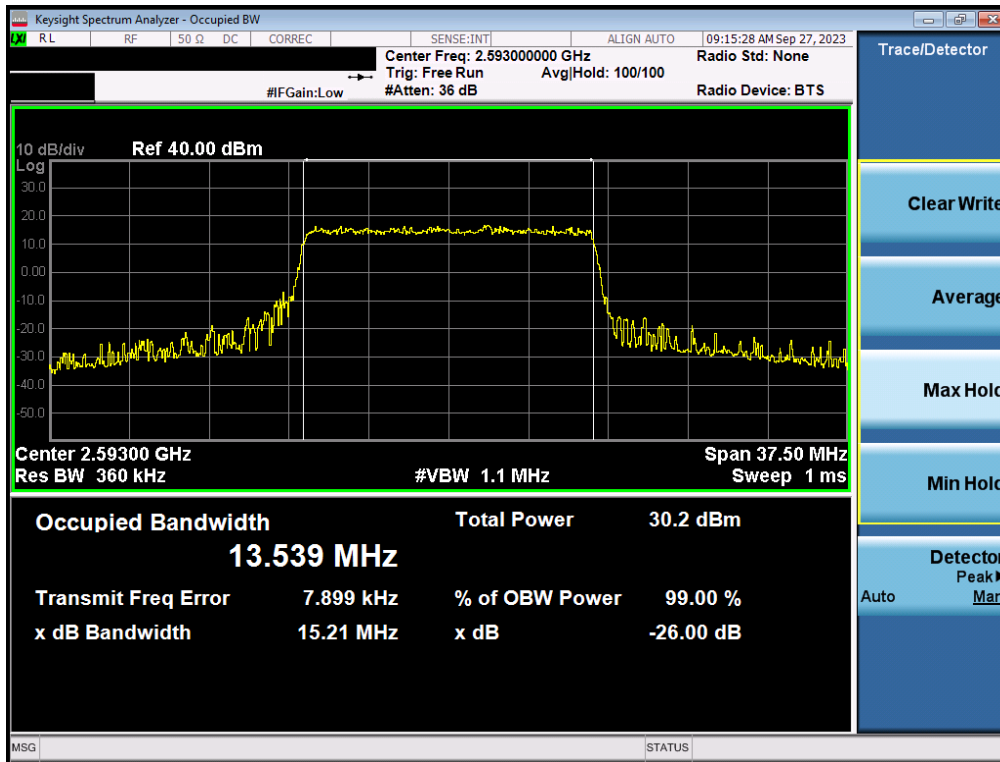 Keysight Spectrum Analyzer - Occupied BW
LXI RL RF 50 Ω DC CORREC SENSE:INT ALIGN AUTO 09:15:28 AM Sep 27, 2023
Center Freq: 2.593000000 GHz Radio Std: None
Trig: Free Run Avg|Hold: 100/100
#IFGain:Low #Atten: 36 dB Radio Device: BTS
Trace/Detector
10 dB/div Ref 40.00 dBm
Log
30.0
20.0
10.0
0.00
-10.0
-20.0
-30.0
-40.0
-50.0
Center 2.59300 GHz Span 37.50 MHz
Res BW 360 kHz #VBW 1.1 MHz Sweep 1 ms
Occupied Bandwidth Total Power 30.2 dBm
13.539 MHz
Transmit Freq Error 7.899 kHz % of OBW Power 99.00 %
x dB Bandwidth 15.21 MHz x dB -26.00 dB
Clear Write
Average
Max Hold
Min Hold
Detector
Peak
Auto Man
MSG STATUS